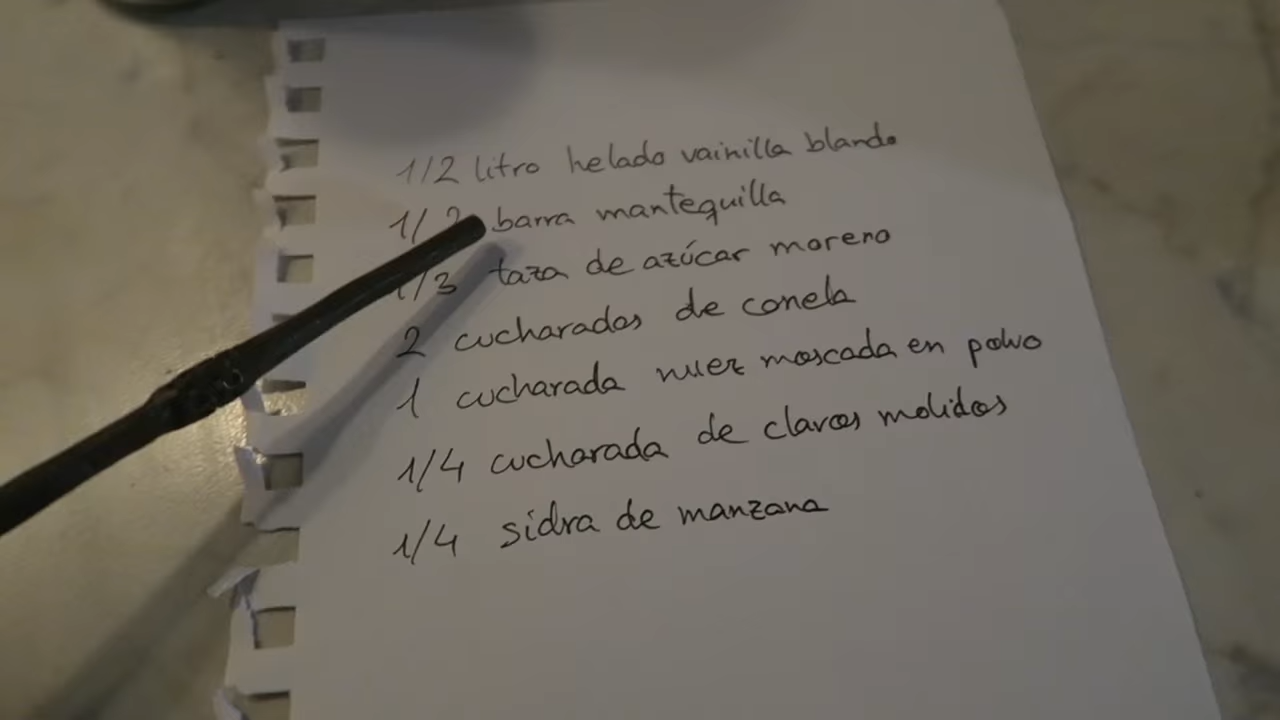 1/2 litro helado vainilla blando
1/2 barra mantequilla
1/3 taza de azúcar moreno
2 cucharadas de canela
1 cucharada nuez moscada en polvo
1/4 cucharada de clavos molidos
1/4 sidra de manzana